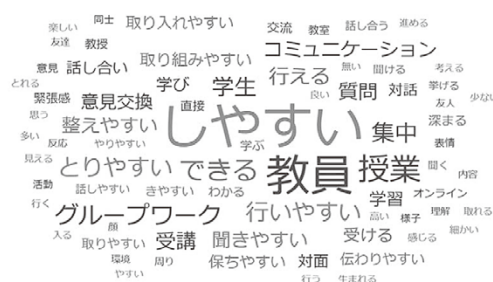 楽しい 同士 取り入れやすい 交流 教室 話し合う 進める
友達 教授 取り組みやすい コミュニケーション
とれる 意見 話し合い 学び 学生 行える 無い 聞ける 考える
緊張感 意見交換 直接 良い 質問 対話 挙げる 少ない
思う 整えやすい しやすい 集中 友人 深まる
多い 反応 やりやすい 学ぶ 表情
見える とりやすい できる 教員 授業 聞く 内容
活動 話しやすい きやすい わかる 学習 オンライン
行く グループワーク 行いやすい 高い 様子 理解 取れる
入る 顔 取りやすい 受講 聞きやすい 受ける 感じる 細かい
環境 周り 保ちやすい 対面 伝わりやすい
やすい 行う 生まれる